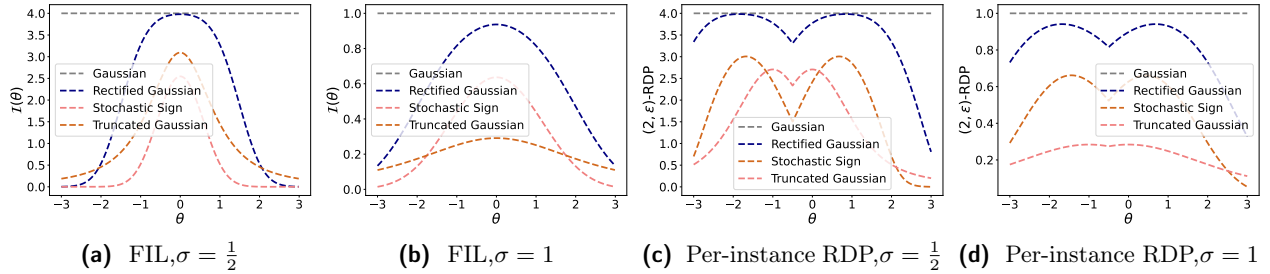 4.0
3.5
3.0
2.5
2.0
1.5
1.0
0.5
0.0
I(θ)
Gaussian
Rectified Gaussian
Stochastic Sign
Truncated Gaussian
−3 −2 −1 0 1 2 3
θ
(a) FIL,σ = 1/2
1.0
0.8
0.6
0.4
0.2
0.0
I(θ)
Gaussian
Rectified Gaussian
Stochastic Sign
Truncated Gaussian
−3 −2 −1 0 1 2 3
θ
(b) FIL,σ = 1
4.0
3.5
3.0
2.5
2.0
1.5
1.0
0.5
0.0
(2, ε)-RDP
Gaussian
Rectified Gaussian
Stochastic Sign
Truncated Gaussian
−3 −2 −1 0 1 2 3
θ
(c) Per-instance RDP,σ = 1/2
1.0
0.8
0.6
0.4
0.2
(2, ε)-RDP
Gaussian
Rectified Gaussian
Stochastic Sign
Truncated Gaussian
−3 −2 −1 0 1 2 3
θ
(d) Per-instance RDP,σ = 1